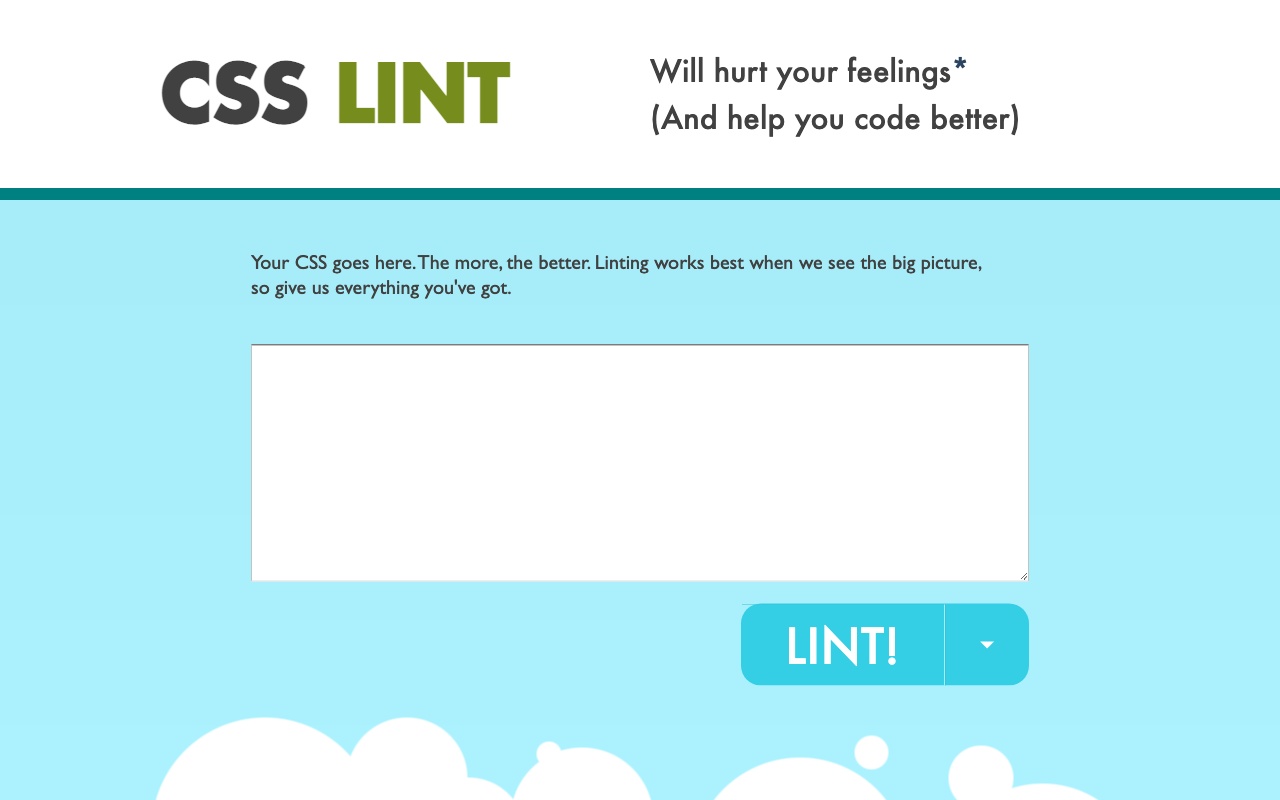 CSS LINT
Will hurt your feelings*
(And help you code better)
Your CSS goes here. The more, the better. Linting works best when we see the big picture,
so give us everything you've got.
LINT!